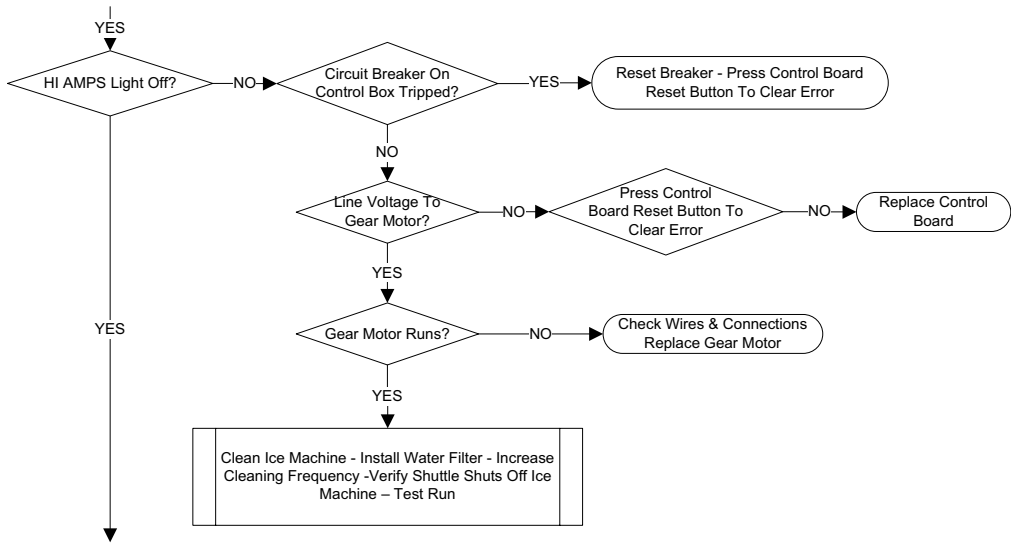 YES
HI AMPS Light Off?
NO
Circuit Breaker On
Control Box Tripped?
YES
Reset Breaker - Press Control Board
Reset Button To Clear Error
NO
Line Voltage To
Gear Motor?
NO
Press Control
Board Reset Button To
Clear Error
NO
Replace Control
Board
YES
YES
Gear Motor Runs?
NO
Check Wires & Connections
Replace Gear Motor
YES
Clean Ice Machine - Install Water Filter - Increase
Cleaning Frequency -Verify Shuttle Shuts Off Ice
Machine – Test Run